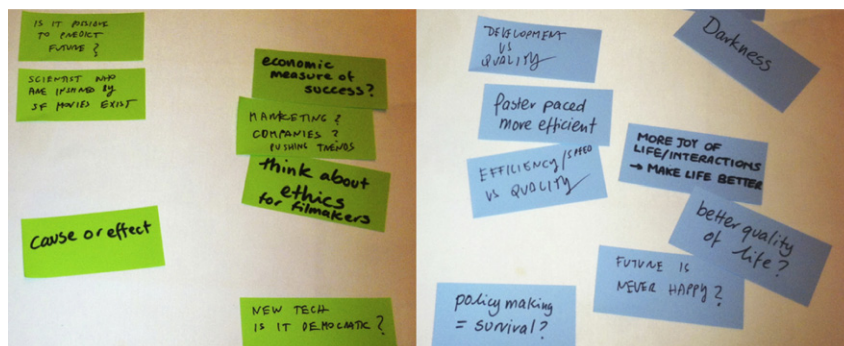 IS IT POSSIBLE
TO PREDICT
FUTURE?
SCIENTIST WHO
ARE INSPIRED BY
SF MOVIES EXIST
economic
measure of
success?
MARKETING?
COMPANIES?
PUSHING TRENDS
think about
ethics
for filmakers
cause or effect
NEW TECH
IS IT DEMOCRATIC?
DEVELOPMENT
VS
QUALITY
Darkness
faster paced
more efficient
EFFICIENCY/SPEED
VS QUALITY
MORE JOY OF
LIFE/INTERACTIONS
→ MAKE LIFE BETTER
better quality
of life?
FUTURE IS
NEVER HAPPY?
policy making
= survival?